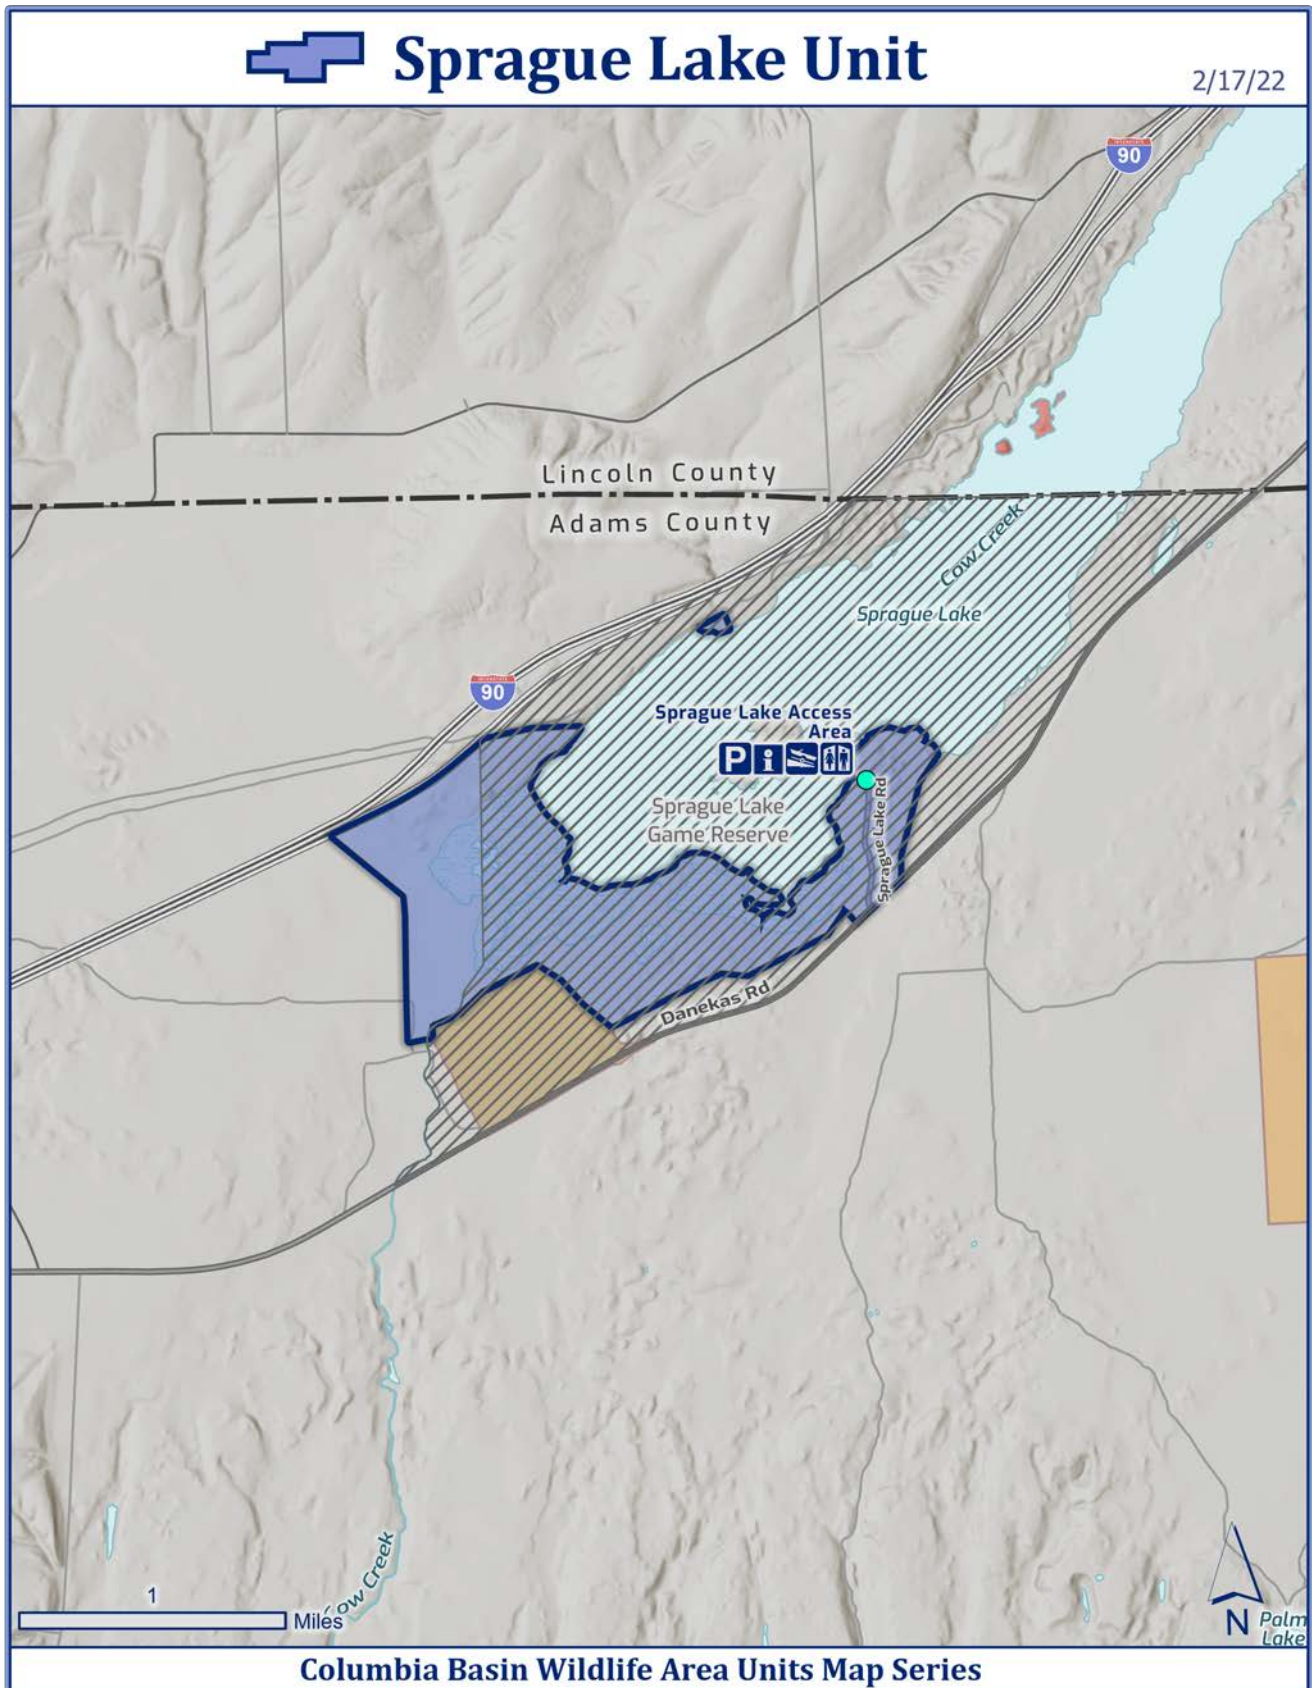 Sprague Lake Unit
2/17/22
INTERSTATE
90
Lincoln County
Adams County
Cow Creek
Sprague Lake
INTERSTATE
90
Sprague Lake Access
Area
P i
Sprague Lake
Game Reserve
Sprague Lake Rd
Danekas Rd
Cow Creek
1
Miles
N
Palm
Lake
Columbia Basin Wildlife Area Units Map Series